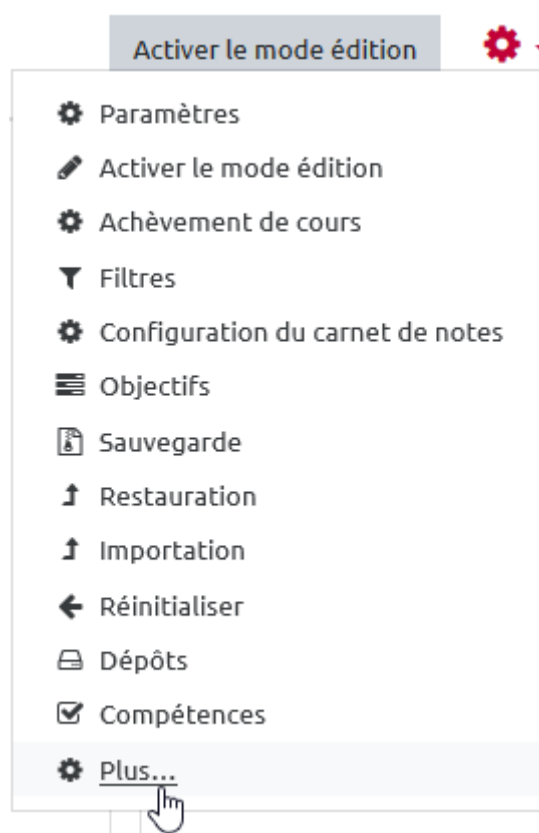 Activer le mode édition
Paramètres
Activer le mode édition
Achèvement de cours
Filtres
Configuration du carnet de notes
Objectifs
Sauvegarde
Restauration
Importation
Réinitialiser
Dépôts
Compétences
Plus...